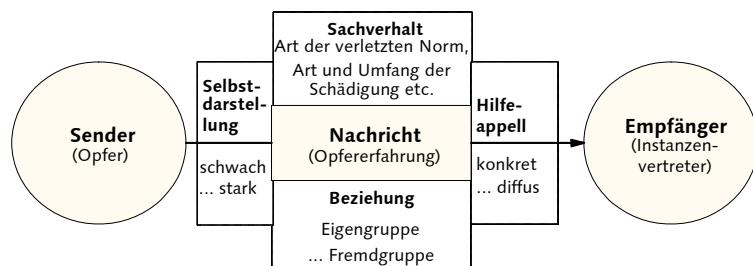 Sender
(Opfer)
Selbst-
darstel-
lung
schwach
... stark
Sachverhalt
Art der verletzten Norm,
Art und Umfang der
Schädigung etc.
Nachricht
(Opfererfahrung)
Beziehung
Eigengruppe
... Fremdgruppe
Hilfe-
appell
konkret
... diffus
Empfänger
(Instanzen-
vertreter)